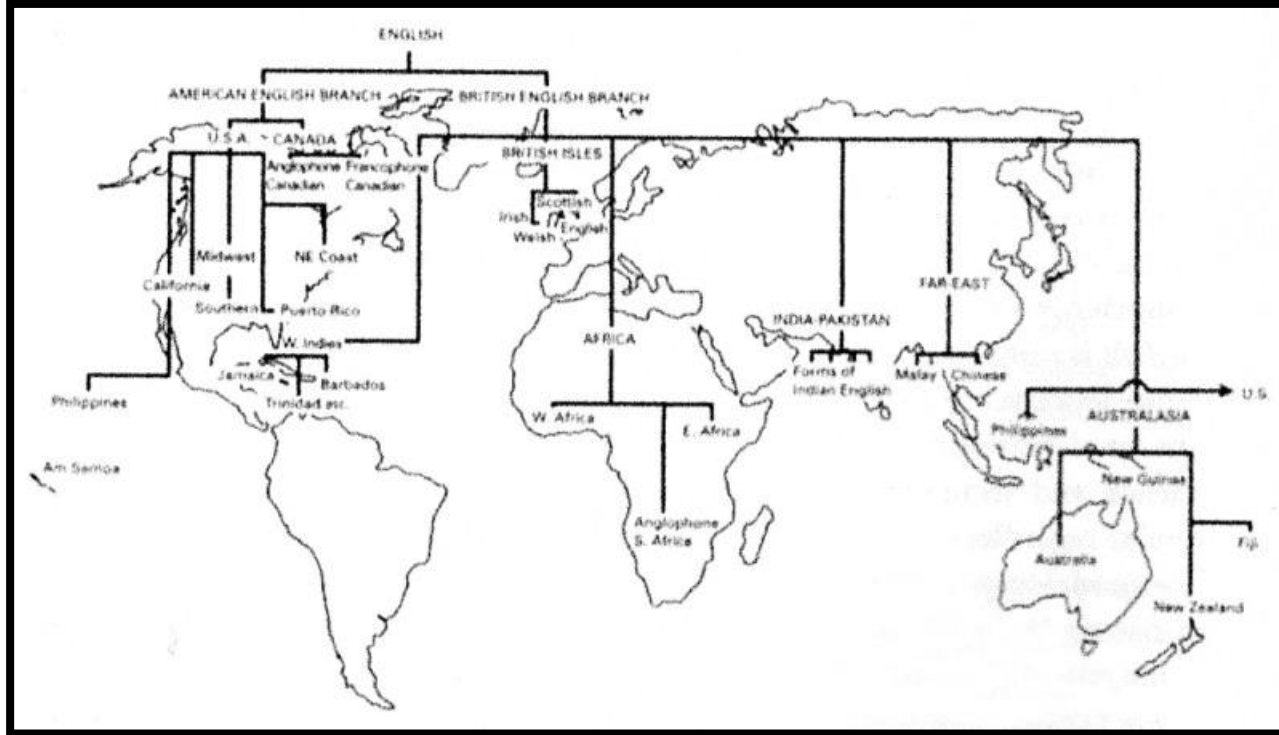 ENGLISH
AMERICAN ENGLISH BRANCH
BRITISH ENGLISH BRANCH
U.S.A.
CANADA
BRITISH ISLES
Anglophone
Canadian
Francophone
Canadian
Scottish
Irish
English
Welsh
Midwest
NE Coast
California
Southern
Puerto Rico
W. Indies
Jamaica
Barbados
Trinidad etc.
Philippines
Am Samoa
AFRICA
W. Africa
E. Africa
Anglophone
S. Africa
INDIA-PAKISTAN
Forms of
Indian English
FAR-EAST
Malay
Chinese
U.S.
Philippines
AUSTRALASIA
New Guinea
Australia
Fiji
New Zealand